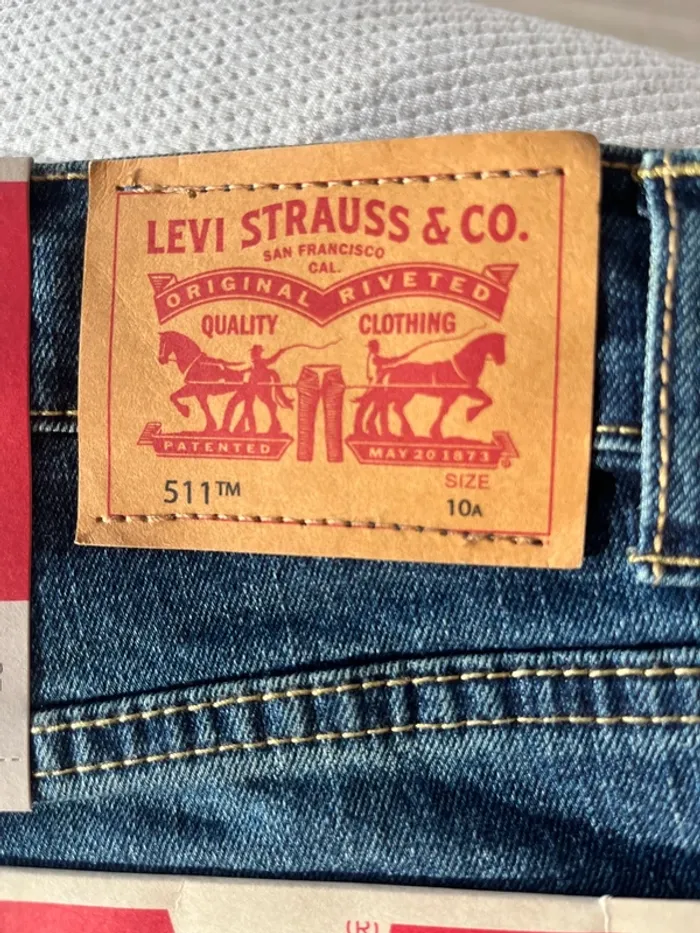 LEVI STRAUSS & CO.
SAN FRANCISCO
CAL.
ORIGINAL RIVETED
QUALITY CLOTHING
PATENTED MAY 20 1873 ®
511™
SIZE
10A
(R)